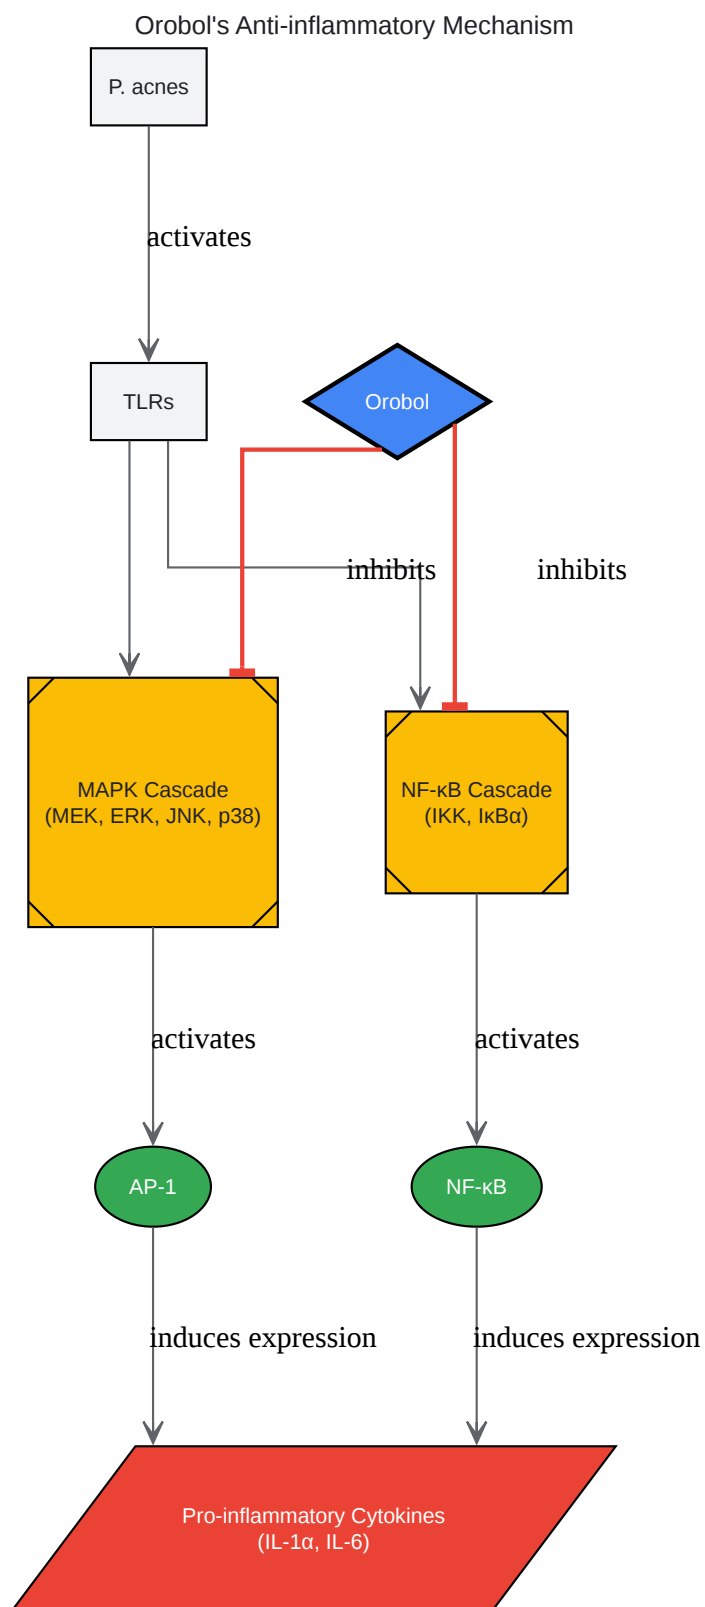 Orobol's Anti-inflammatory Mechanism
P. acnes
activates
TLRs
Orobol
inhibits
inhibits
MAPK Cascade
(MEK, ERK, JNK, p38)
NF-κB Cascade
(IKK, IκBα)
activates
activates
AP-1
NF-κB
induces expression
induces expression
Pro-inflammatory Cytokines
(IL-1α, IL-6)